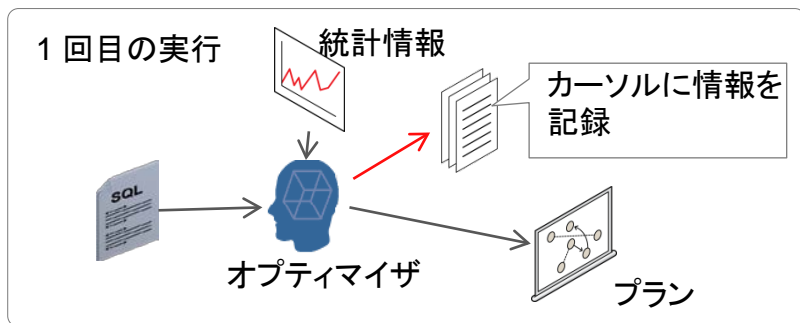 1 回目の実行
統計情報
カーソルに情報を
記録
SQL
オプティマイザ
プラン